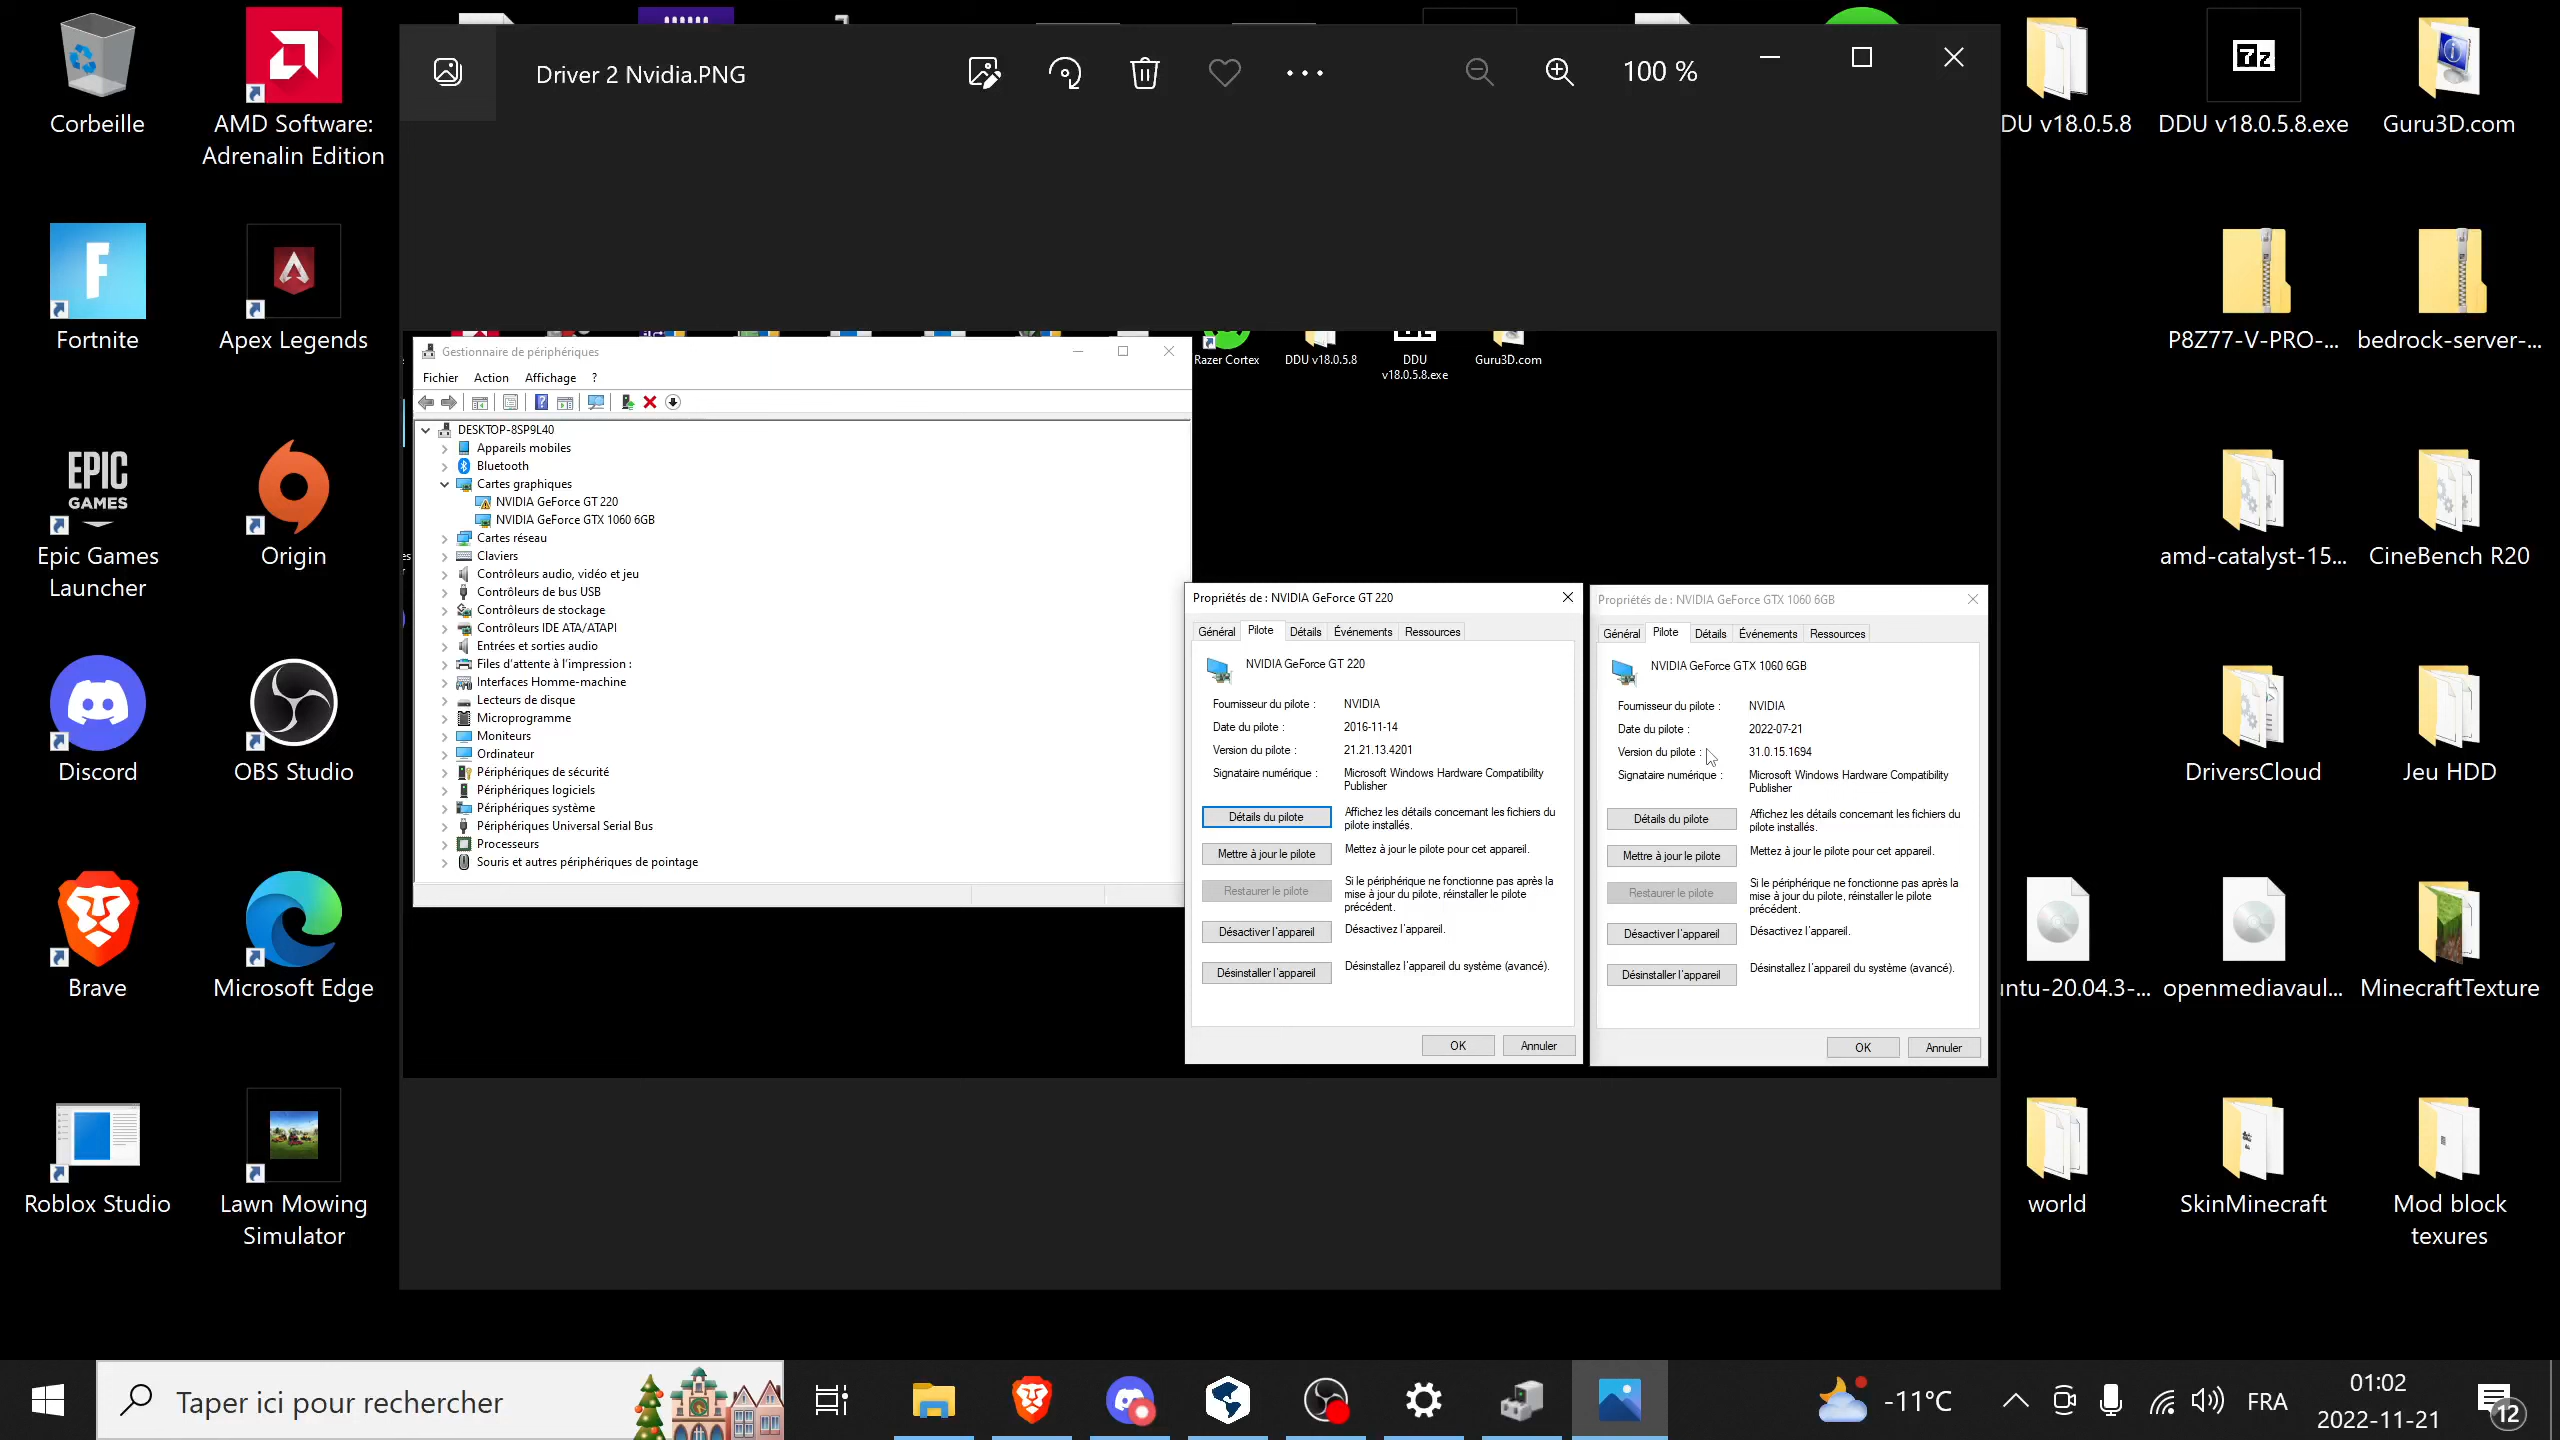 Driver 2 Nvidia.PNG
100 %
Corbeille
AMD Software:
Adrenalin Edition
DU v18.0.5.8
DDU v18.0.5.8.exe
Guru3D.com
Fortnite
Apex Legends
P8Z77-V-PRO-...
bedrock-server-...
EPIC
GAMES
Epic Games
Launcher
Origin
amd-catalyst-15...
CineBench R20
Discord
OBS Studio
DriversCloud
Jeu HDD
Brave
Microsoft Edge
untu-20.04.3-...
openmediavaul...
MinecraftTexture
Roblox Studio
Lawn Mowing
Simulator
world
SkinMinecraft
Mod block
texures
Razer Cortex
DDU v18.0.5.8
DDU
v18.0.5.8.exe
Guru3D.com
Gestionnaire de périphériques
Fichier Action Affichage ?
DESKTOP-8SP9L40
Appareils mobiles
Bluetooth
Cartes graphiques
NVIDIA GeForce GT 220
NVIDIA GeForce GTX 1060 6GB
Cartes réseau
Claviers
Contrôleurs audio, vidéo et jeu
Contrôleurs de bus USB
Contrôleurs de stockage
Contrôleurs IDE ATA/ATAPI
Entrées et sorties audio
Files d'attente à l'impression :
Interfaces Homme-machine
Lecteurs de disque
Microprogramme
Moniteurs
Ordinateur
Périphériques de sécurité
Périphériques logiciels
Périphériques système
Périphériques Universal Serial Bus
Processeurs
Souris et autres périphériques de pointage
Propriétés de : NVIDIA GeForce GT 220
Général Pilote Détails Événements Ressources
NVIDIA GeForce GT 220
Fournisseur du pilote : NVIDIA
Date du pilote : 2016-11-14
Version du pilote : 21.21.13.4201
Signataire numérique : Microsoft Windows Hardware Compatibility
Publisher
Détails du pilote
Affichez les détails concernant les fichiers du
pilote installés.
Mettre à jour le pilote
Mettez à jour le pilote pour cet appareil.
Restaurer le pilote
Si le périphérique ne fonctionne pas après la
mise à jour du pilote, réinstaller le pilote
précédent.
Désactiver l'appareil
Désactivez l'appareil.
Désinstaller l'appareil
Désinstallez l'appareil du système (avancé).
OK Annuler
Propriétés de : NVIDIA GeForce GTX 1060 6GB
Général Pilote Détails Événements Ressources
NVIDIA GeForce GTX 1060 6GB
Fournisseur du pilote : NVIDIA
Date du pilote : 2022-07-21
Version du pilote : 31.0.15.1694
Signataire numérique : Microsoft Windows Hardware Compatibility
Publisher
Détails du pilote
Affichez les détails concernant les fichiers du
pilote installés.
Mettre à jour le pilote
Mettez à jour le pilote pour cet appareil.
Restaurer le pilote
Si le périphérique ne fonctionne pas après la
mise à jour du pilote, réinstaller le pilote
précédent.
Désactiver l'appareil
Désactivez l'appareil.
Désinstaller l'appareil
Désinstallez l'appareil du système (avancé).
OK Annuler
Taper ici pour rechercher
-11°C
FRA
01:02
2022-11-21
12